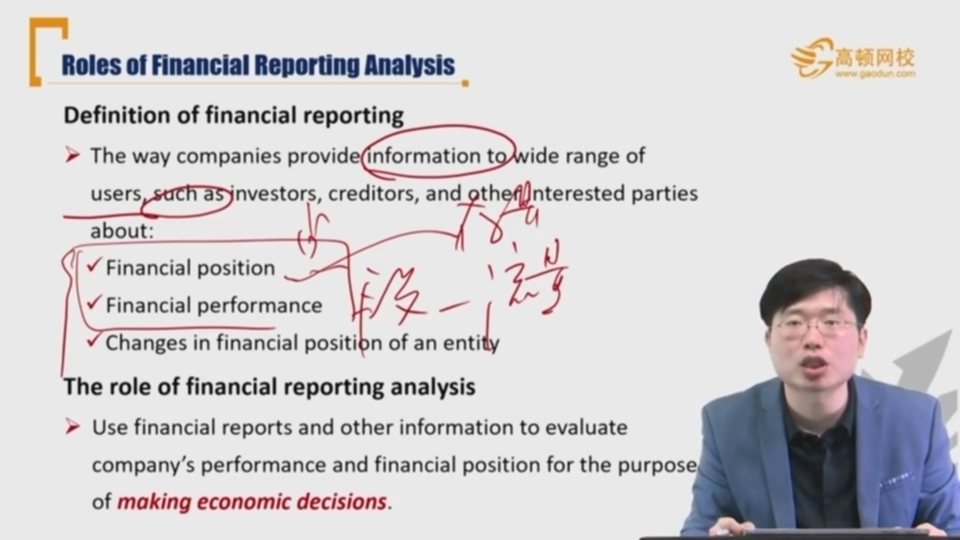 Roles of Financial Reporting Analysis
高顿网校
www.gaodun.com
Definition of financial reporting
➤ The way companies provide information to wide range of
users, such as investors, creditors, and other interested parties
about:
✓Financial position
✓Financial performance
✓Changes in financial position of an entity
The role of financial reporting analysis
➤ Use financial reports and other information to evaluate
company's performance and financial position for the purpose
of making economic decisions.